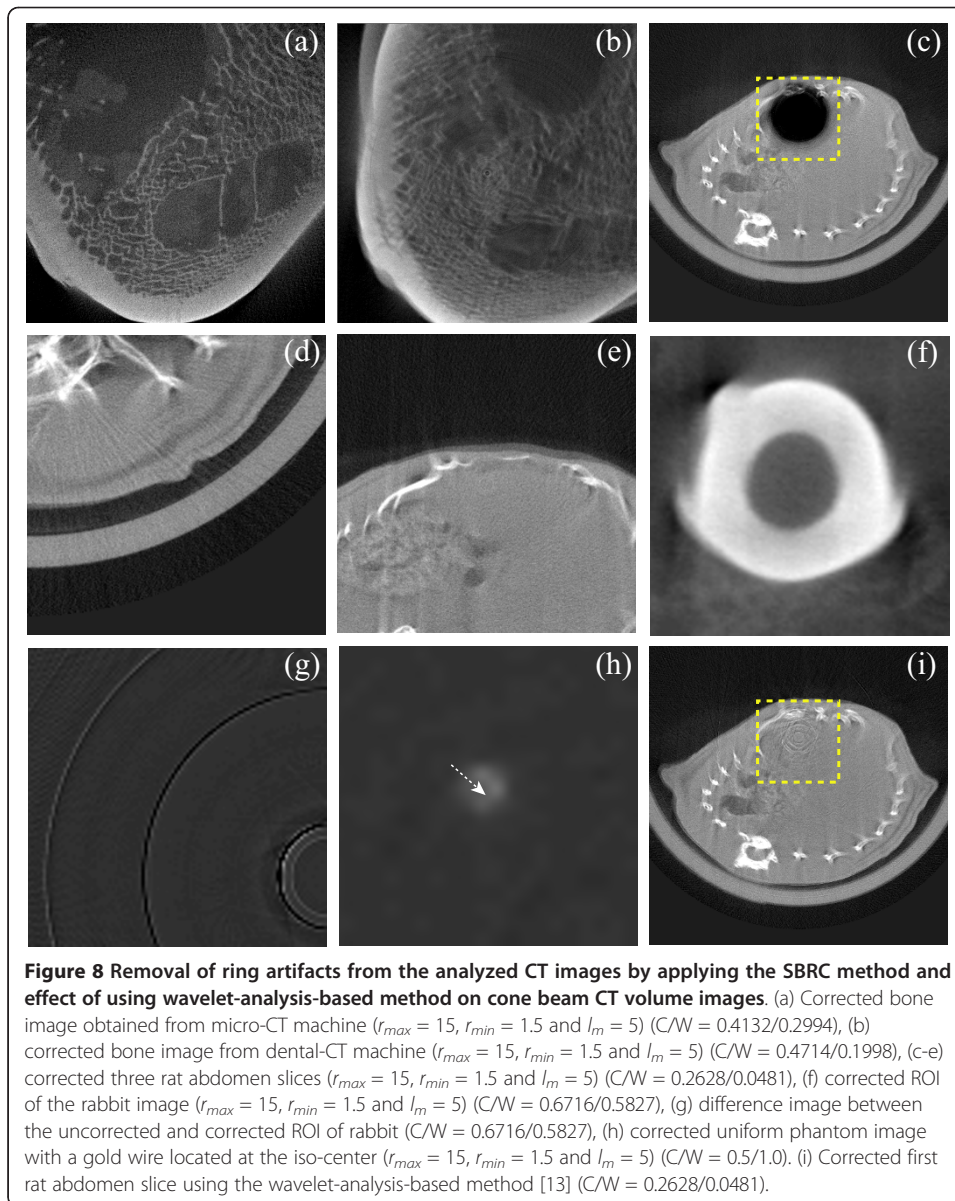 (a)
(b)
(c)
(d)
(e)
(f)
(g)
(h)
(i)
Figure 8 Removal of ring artifacts from the analyzed CT images by applying the SBRC method and
effect of using wavelet-analysis-based method on cone beam CT volume images. (a) Corrected bone
image obtained from micro-CT machine (rmax = 15, rmin = 1.5 and lm = 5) (C/W = 0.4132/0.2994), (b)
corrected bone image from dental-CT machine (rmax = 15, rmin = 1.5 and lm = 5) (C/W = 0.4714/0.1998), (c-e)
corrected three rat abdomen slices (rmax = 15, rmin = 1.5 and lm = 5) (C/W = 0.2628/0.0481), (f) corrected ROI
of the rabbit image (rmax = 15, rmin = 1.5 and lm = 5) (C/W = 0.6716/0.5827), (g) difference image between
the uncorrected and corrected ROI of rabbit (C/W = 0.6716/0.5827), (h) corrected uniform phantom image
with a gold wire located at the iso-center (rmax = 15, rmin = 1.5 and lm = 5) (C/W = 0.5/1.0). (i) Corrected first
rat abdomen slice using the wavelet-analysis-based method [13] (C/W = 0.2628/0.0481).